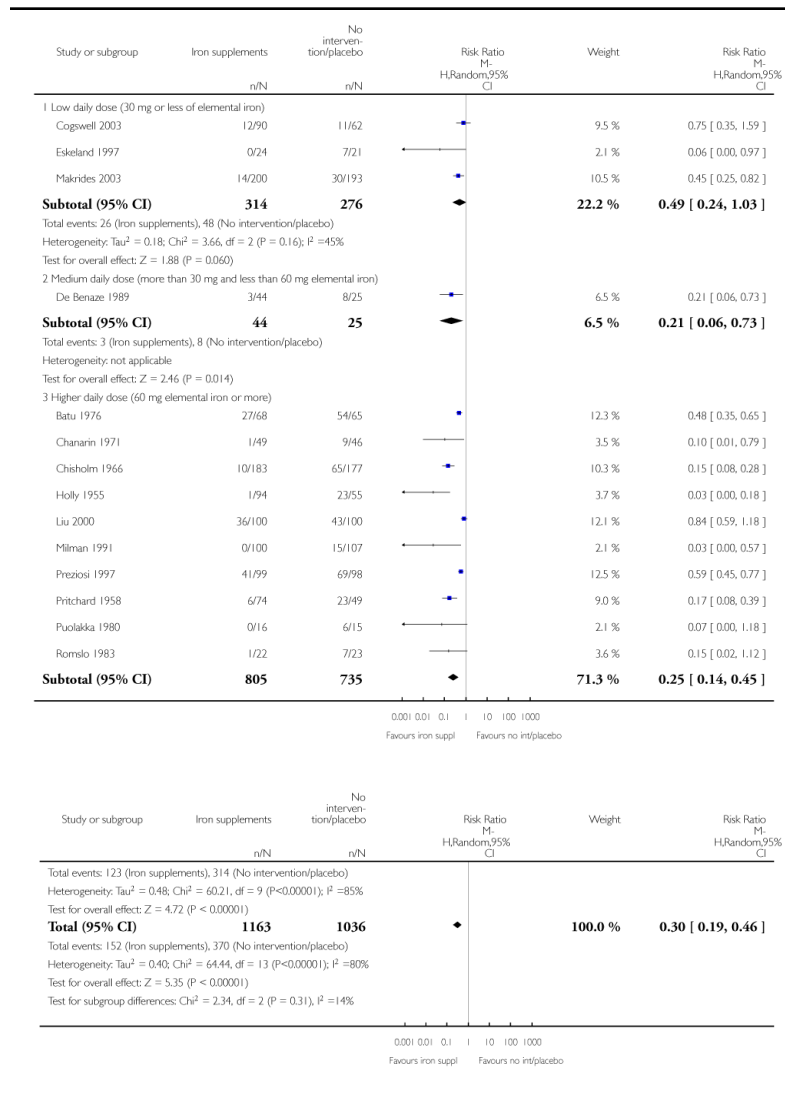 No
interven-
Study or subgroup Iron supplements tion/placebo Risk Ratio Weight Risk Ratio
M- M-
H,Random,95% H,Random,95%
n/N n/N CI CI
1 Low daily dose (30 mg or less of elemental iron)
Cogswell 2003 12/90 11/62 9.5 % 0.75 [ 0.35, 1.59 ]
Eskeland 1997 0/24 7/21 2.1 % 0.06 [ 0.00, 0.97 ]
Makrides 2003 14/200 30/193 10.5 % 0.45 [ 0.25, 0.82 ]
Subtotal (95% CI) 314 276 22.2 % 0.49 [ 0.24, 1.03 ]
Total events: 26 (Iron supplements), 48 (No intervention/placebo)
Heterogeneity: Tau² = 0.18; Chi² = 3.66, df = 2 (P = 0.16); I² =45%
Test for overall effect: Z = 1.88 (P = 0.060)
2 Medium daily dose (more than 30 mg and less than 60 mg elemental iron)
De Benaze 1989 3/44 8/25 6.5 % 0.21 [ 0.06, 0.73 ]
Subtotal (95% CI) 44 25 6.5 % 0.21 [ 0.06, 0.73 ]
Total events: 3 (Iron supplements), 8 (No intervention/placebo)
Heterogeneity: not applicable
Test for overall effect: Z = 2.46 (P = 0.014)
3 Higher daily dose (60 mg elemental iron or more)
Batu 1976 27/68 54/65 12.3 % 0.48 [ 0.35, 0.65 ]
Chanarin 1971 1/49 9/46 3.5 % 0.10 [ 0.01, 0.79 ]
Chisholm 1966 10/183 65/177 10.3 % 0.15 [ 0.08, 0.28 ]
Holly 1955 1/94 23/55 3.7 % 0.03 [ 0.00, 0.18 ]
Liu 2000 36/100 43/100 12.1 % 0.84 [ 0.59, 1.18 ]
Milman 1991 0/100 15/107 2.1 % 0.03 [ 0.00, 0.57 ]
Preziosi 1997 41/99 69/98 12.5 % 0.59 [ 0.45, 0.77 ]
Pritchard 1958 6/74 23/49 9.0 % 0.17 [ 0.08, 0.39 ]
Puolakka 1980 0/16 6/15 2.1 % 0.07 [ 0.00, 1.18 ]
Romslo 1983 1/22 7/23 3.6 % 0.15 [ 0.02, 1.12 ]
Subtotal (95% CI) 805 735 71.3 % 0.25 [ 0.14, 0.45 ]
0.001 0.01 0.1 1 10 100 1000
Favours iron suppl Favours no int/placebo
No
interven-
Study or subgroup Iron supplements tion/placebo Risk Ratio Weight Risk Ratio
M- M-
H,Random,95% H,Random,95%
n/N n/N CI CI
Total events: 123 (Iron supplements), 314 (No intervention/placebo)
Heterogeneity: Tau² = 0.48; Chi² = 60.21, df = 9 (P<0.00001); I² =85%
Test for overall effect: Z = 4.72 (P < 0.00001)
Total (95% CI) 1163 1036 100.0 % 0.30 [ 0.19, 0.46 ]
Total events: 152 (Iron supplements), 370 (No intervention/placebo)
Heterogeneity: Tau² = 0.40; Chi² = 64.44, df = 13 (P<0.00001); I² =80%
Test for overall effect: Z = 5.35 (P < 0.00001)
Test for subgroup differences: Chi² = 2.34, df = 2 (P = 0.31), I² =14%
0.001 0.01 0.1 1 10 100 1000
Favours iron suppl Favours no int/placebo